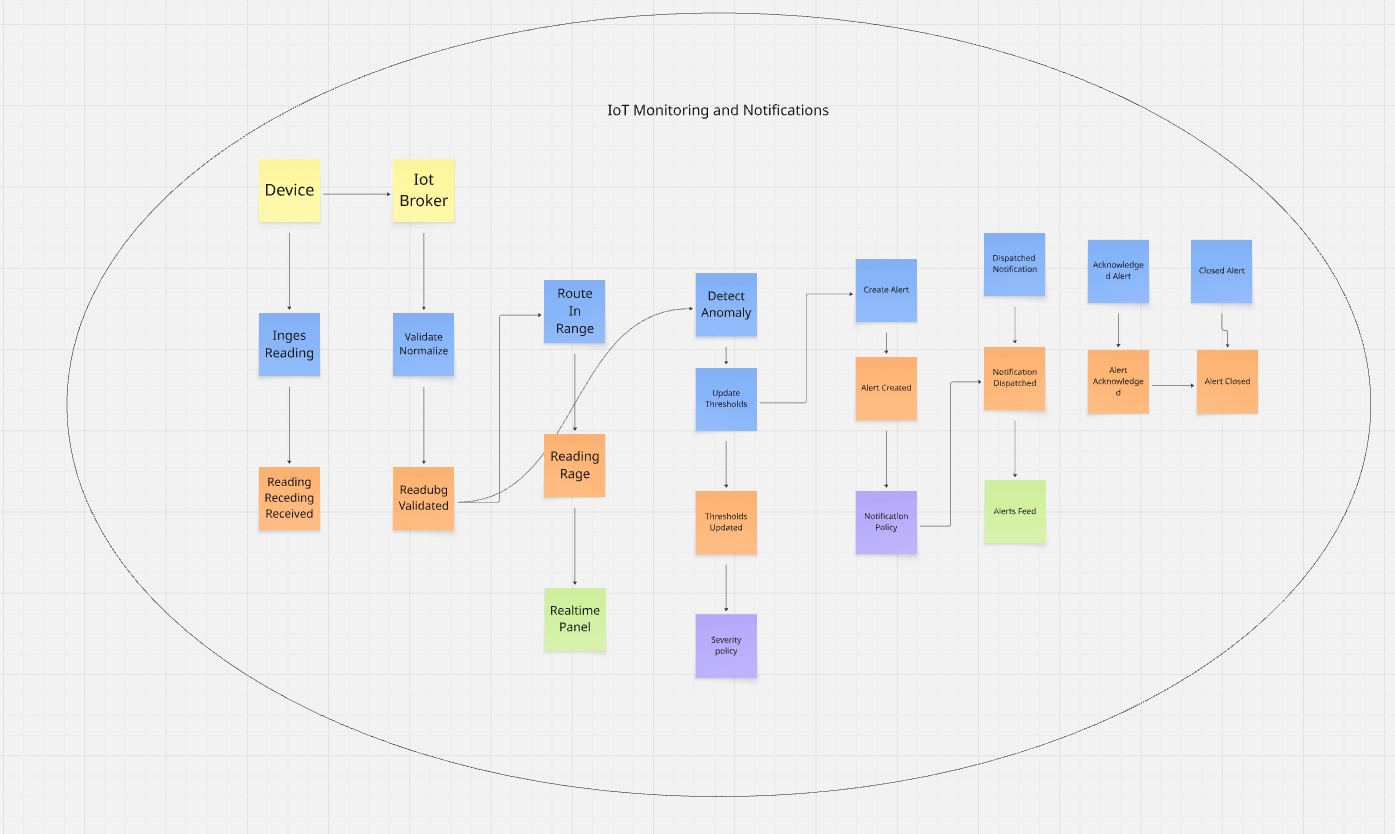 IoT Monitoring and Notifications
Device
Iot
Broker
Inges
Reading
Validate
Normalize
Reading
Receding
Received
Readubg
Validated
Route
In
Range
Reading
Rage
Realtime
Panel
Detect
Anomaly
Update
Thresholds
Thresholds
Updated
Severity
policy
Create Alert
Alert Created
Notification
Policy
Dispatched
Notification
Notification
Dispatched
Alerts Feed
Acknowledge
d Alert
Alert
Acknowledge
d
Closed Alert
Alert Closed